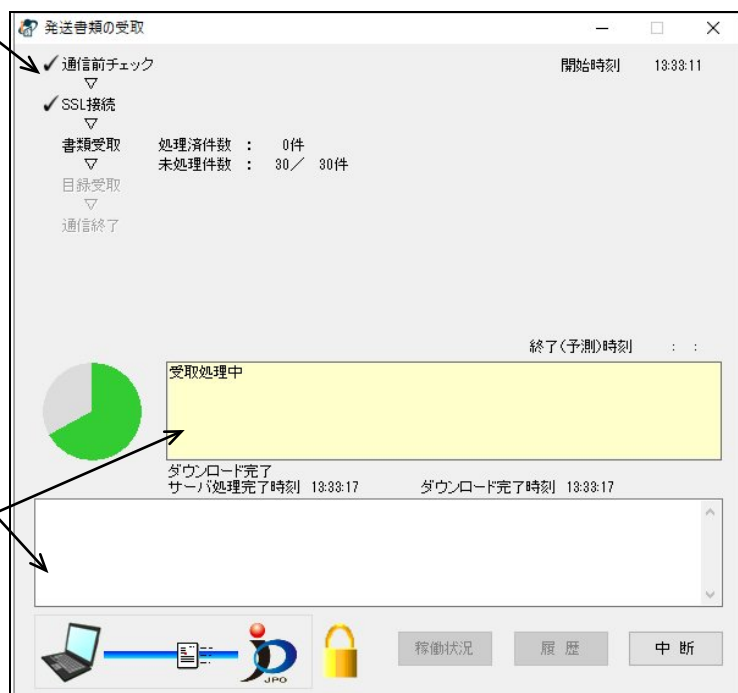 発送書類の受取
通信前チェック
開始時刻 13:33:11
▽
SSL接続
▽
書類受取 処理済件数 : 0件
▽ 未処理件数 : 30／ 30件
目録受取
▽
通信終了
終了(予測)時刻 : :
受取処理中
ダウンロード完了
サーバ処理完了時刻 13:33:17 ダウンロード完了時刻 13:33:17
JPO
稼働状況 履歴 中断